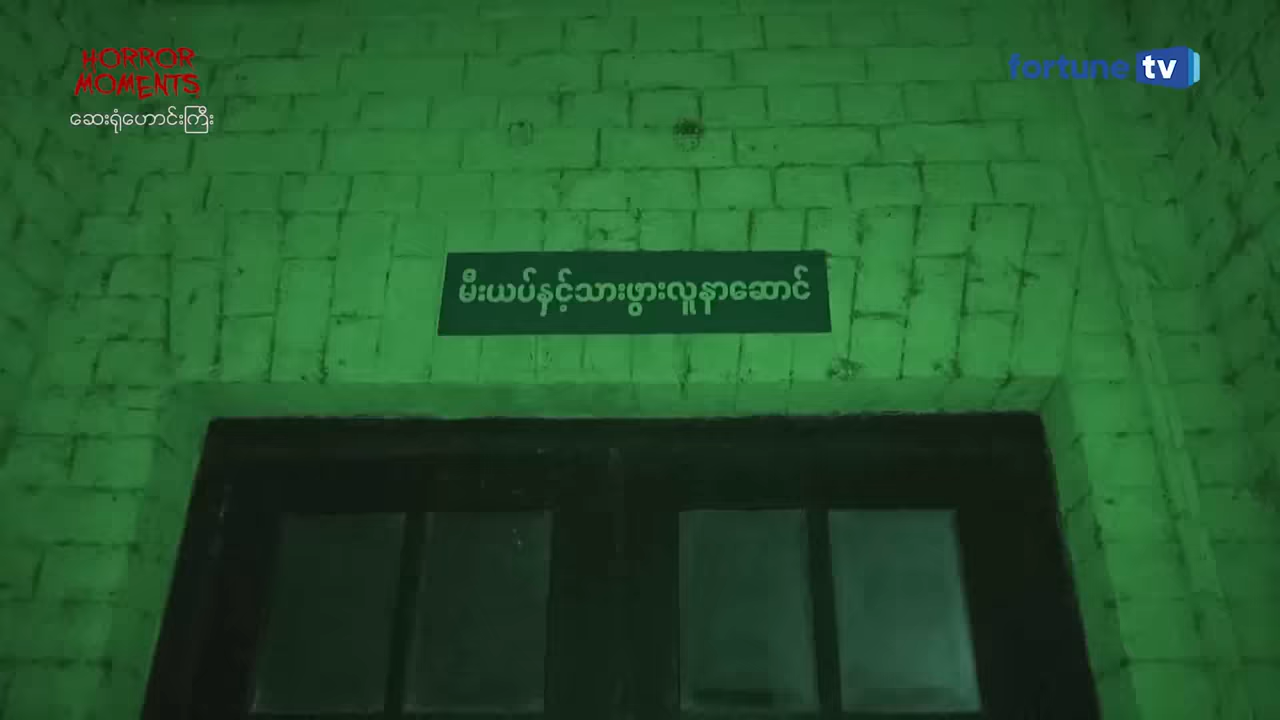 HORROR
MOMENTS
ဆေးရုံဟောင်းကြီး
fortune tv
မီးယပ်နှင့်သားဖွားလူနာဆောင်